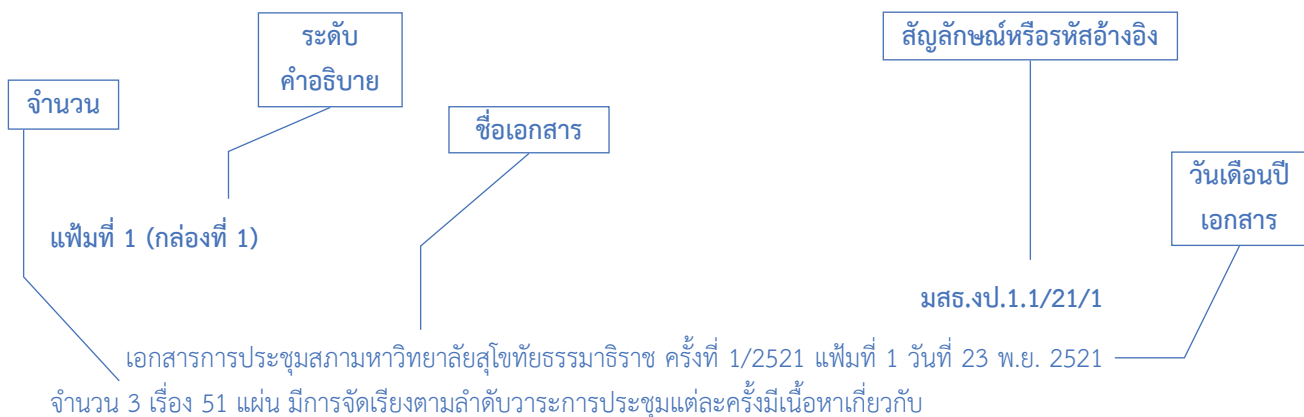 ระดับ
คำอธิบาย
สัญลักษณ์หรือรหัสอ้างอิง
จำนวน
ชื่อเอกสาร
วันเดือนปี
เอกสาร
แฟ้มที่ 1 (กล่องที่ 1)
มสธ.งป.1.1/21/1
เอกสารการประชุมสภามหาวิทยาลัยสุโขทัยธรรมาธิราช ครั้งที่ 1/2521 แฟ้มที่ 1 วันที่ 23 พ.ย. 2521
จำนวน 3 เรื่อง 51 แผ่น มีการจัดเรียงตามลำดับวาระการประชุมแต่ละครั้งมีเนื้อหาเกี่ยวกับ